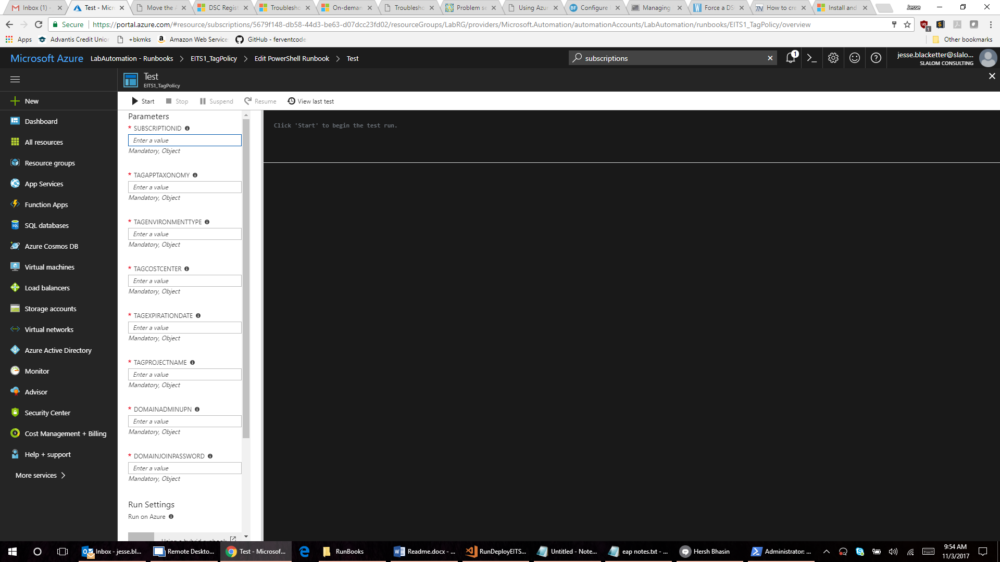 Inbox (1) -
Test - Micr
Move the A
DSC Regist
Troublesho
On-deman
Troublesho
Problem se
Using Azur
Configure
Managing
Force a DS
How to cre
Install and
Jesse
Secure
https://portal.azure.com/#resource/subscriptions/5679f148-db58-44d3-be63-d07dcc23fd02/resourceGroups/LabRG/providers/Microsoft.Automation/automationAccounts/LabAutomation/runbooks/EITS1_TagPolicy/overview
Apps
Advantis Credit Union
+bkmks
Amazon Web Service
GitHub - ferventcode
Other bookmarks
Microsoft Azure
LabAutomation - Runbooks
EITS1_TagPolicy
Edit PowerShell Runbook
Test
subscriptions
1
jesse.blacketter@slalo...
SLALOM CONSULTING
Test
EITS1_TagPolicy
Start
Stop
Suspend
Resume
View last test
New
Dashboard
All resources
Resource groups
App Services
Function Apps
SQL databases
Azure Cosmos DB
Virtual machines
Load balancers
Storage accounts
Virtual networks
Azure Active Directory
Monitor
Advisor
Security Center
Cost Management + Billing
Help + support
More services
Parameters
* SUBSCRIPTIONID
Enter a value
Mandatory, Object
* TAGAPPTAXONOMY
Enter a value
Mandatory, Object
* TAGENVIRONMENTTYPE
Enter a value
Mandatory, Object
* TAGCOSTCENTER
Enter a value
Mandatory, Object
* TAGEXPIRATIONDATE
Enter a value
Mandatory, Object
* TAGPROJECTNAME
Enter a value
Mandatory, Object
* DOMAINADMINUPN
Enter a value
Mandatory, Object
* DOMAINJOINPASSWORD
Enter a value
Mandatory, Object
Run Settings
Run on Azure
Click 'Start' to begin the test run.
Inbox - jesse.bl...
Remote Deskto...
Test - Microsof...
RunBooks
Readme.docx - ...
RunDeployEITS...
Untitled - Note...
eap notes.txt - ...
Hersh Bhasin
Administrator: ...
9:54 AM
11/3/2017